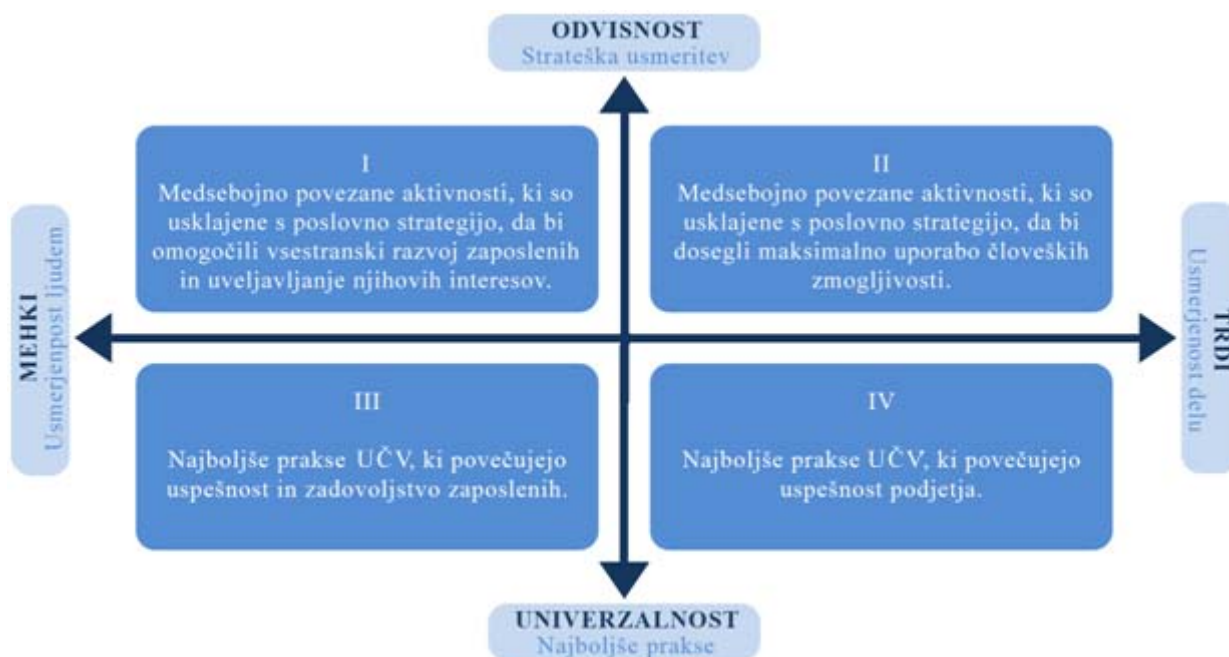 ODVISNOST
Strateška usmeritev
I
Medsebojno povezane aktivnosti, ki so
usklajene s poslovno strategijo, da bi
omogočili vsestranski razvoj zaposlenih
in uveljavljanje njihovih interesov.
II
Medsebojno povezane aktivnosti, ki so
usklajene s poslovno strategijo, da bi
dosegli maksimalno uporabo človeških
zmogljivosti.
MEHKI
Usmerjenpost ljudem
TRDI
Usmerjenost delu
III
Najboljše prakse UČV, ki povečujejo
uspešnost in zadovoljstvo zaposlenih.
IV
Najboljše prakse UČV, ki povečujejo
uspešnost podjetja.
UNIVERZALNOST
Najboljše prakse